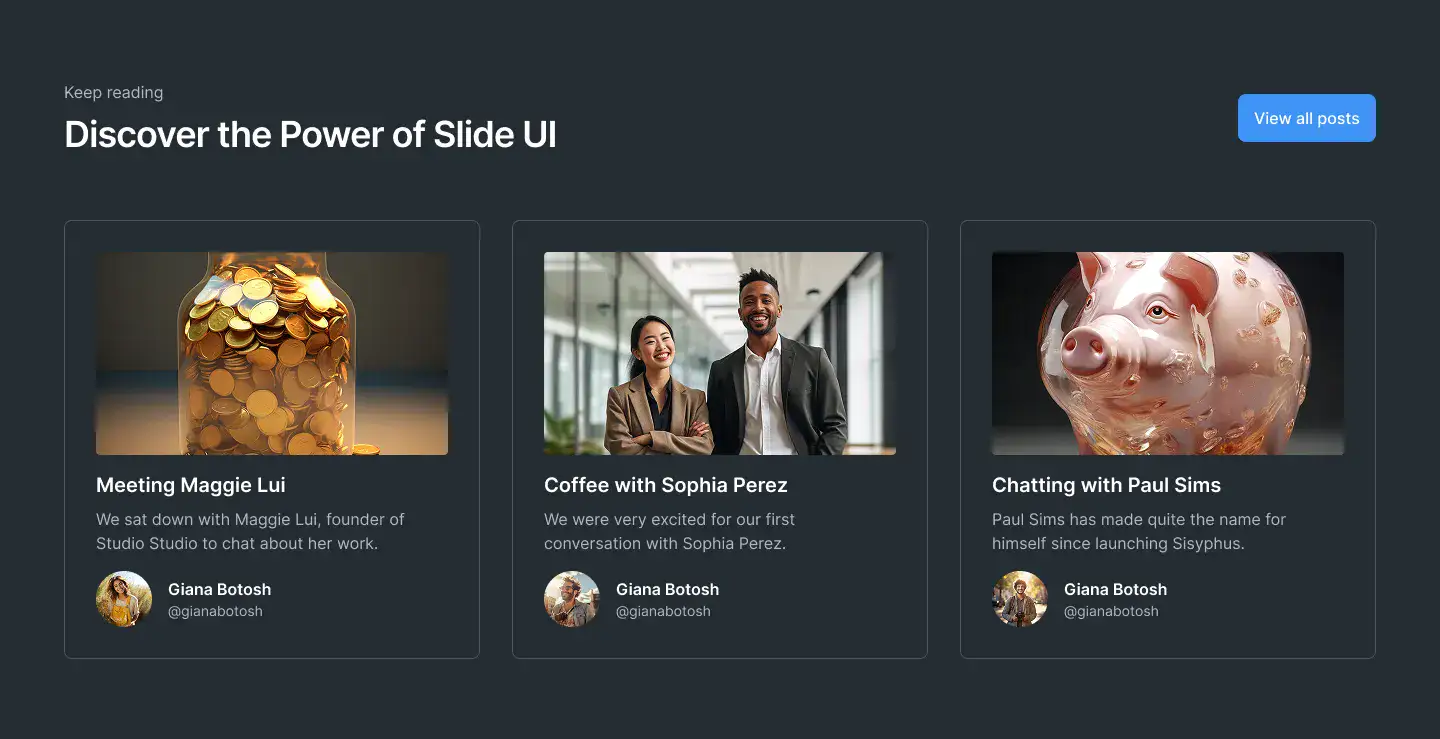 Keep reading
Discover the Power of Slide UI
View all posts
Meeting Maggie Lui
We sat down with Maggie Lui, founder of
Studio Studio to chat about her work.
Giana Botosh
@gianabotosh
Coffee with Sophia Perez
We were very excited for our first
conversation with Sophia Perez.
Giana Botosh
@gianabotosh
Chatting with Paul Sims
Paul Sims has made quite the name for
himself since launching Sisyphus.
Giana Botosh
@gianabotosh